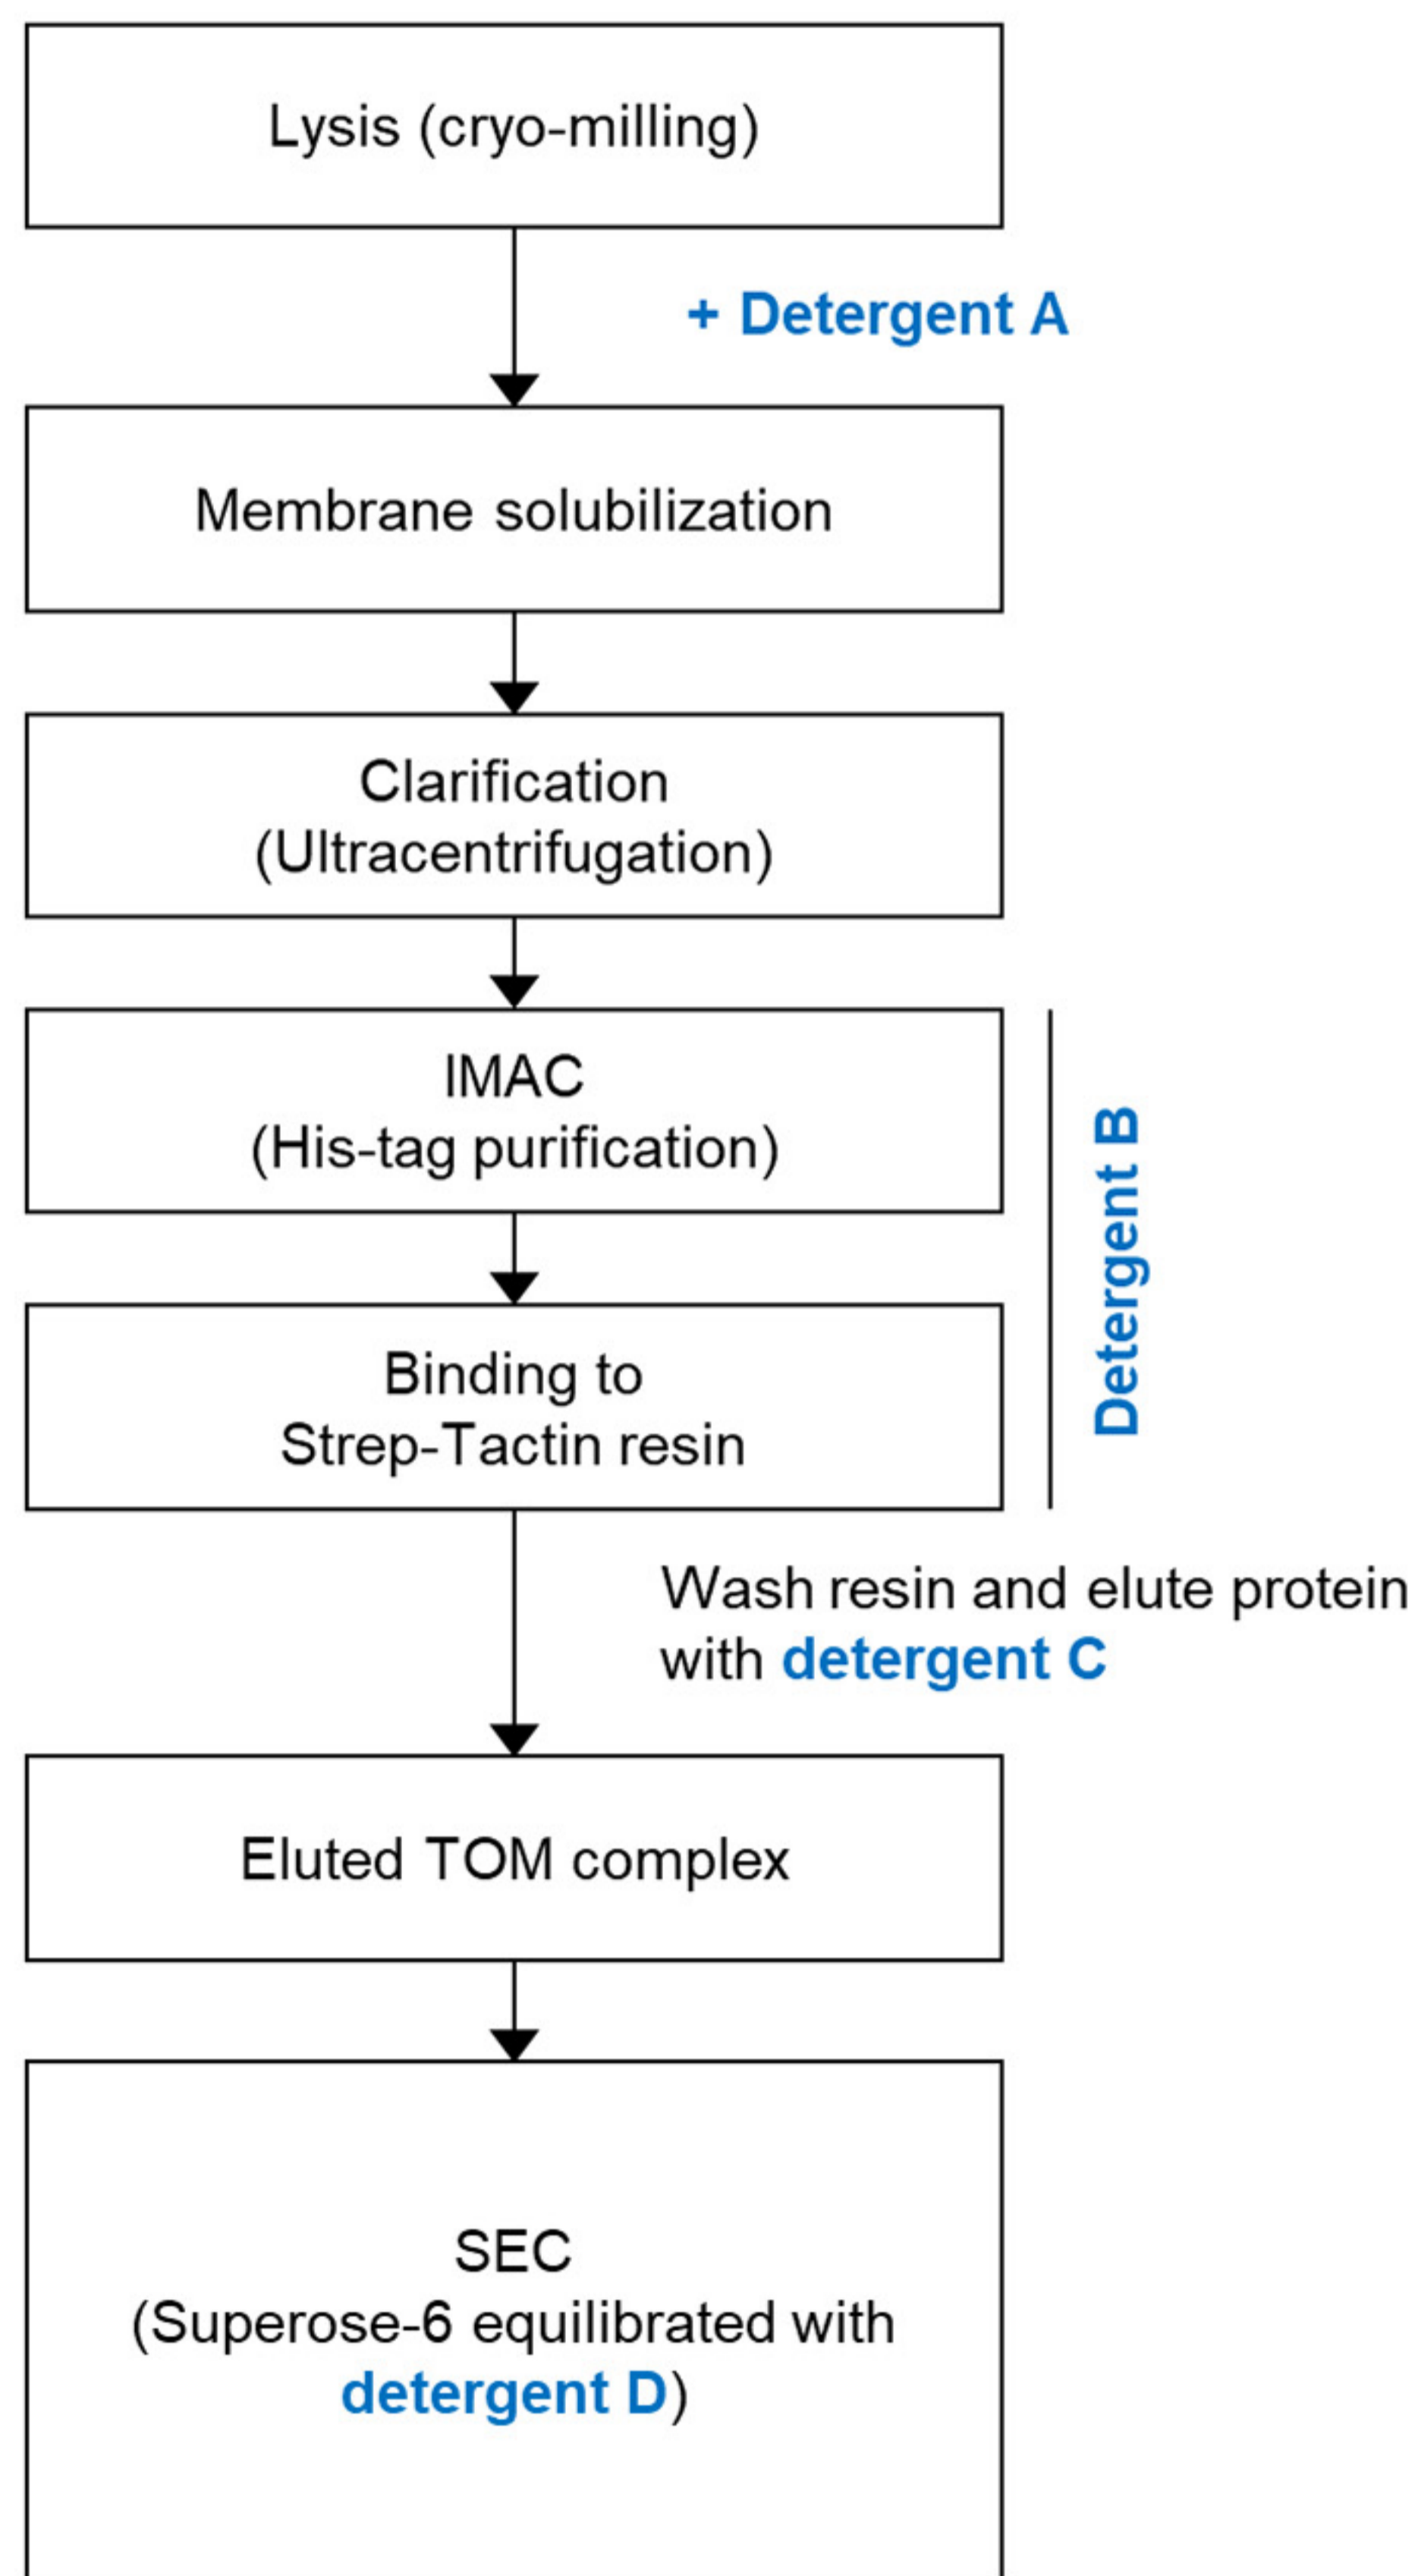 Lysis (cryo-milling)
+ Detergent A
Membrane solubilization
Clarification
(Ultracentrifugation)
IMAC
(His-tag purification)
Detergent B
Binding to
Strep-Tactin resin
Wash resin and elute protein
with detergent C
Eluted TOM complex
SEC
(Superose-6 equilibrated with
detergent D)